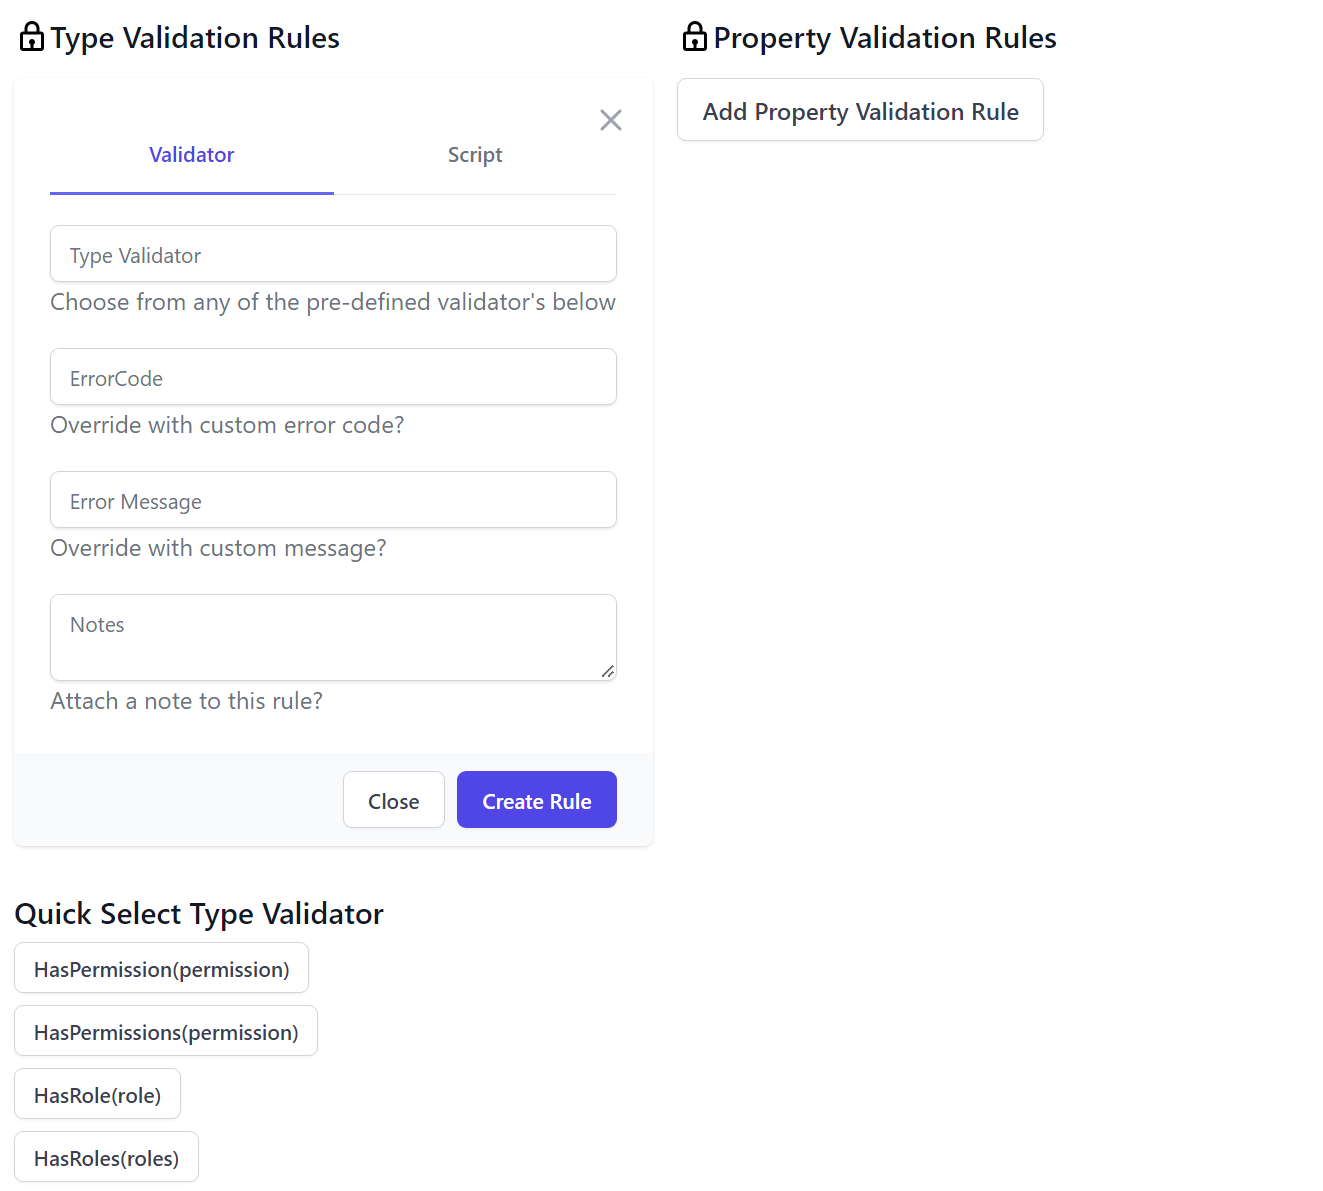 Type Validation Rules
Property Validation Rules
Add Property Validation Rule
Validator
Script
Type Validator
Choose from any of the pre-defined validator's below
ErrorCode
Override with custom error code?
Error Message
Override with custom message?
Notes
Attach a note to this rule?
Close
Create Rule
Quick Select Type Validator
HasPermission(permission)
HasPermissions(permission)
HasRole(role)
HasRoles(roles)